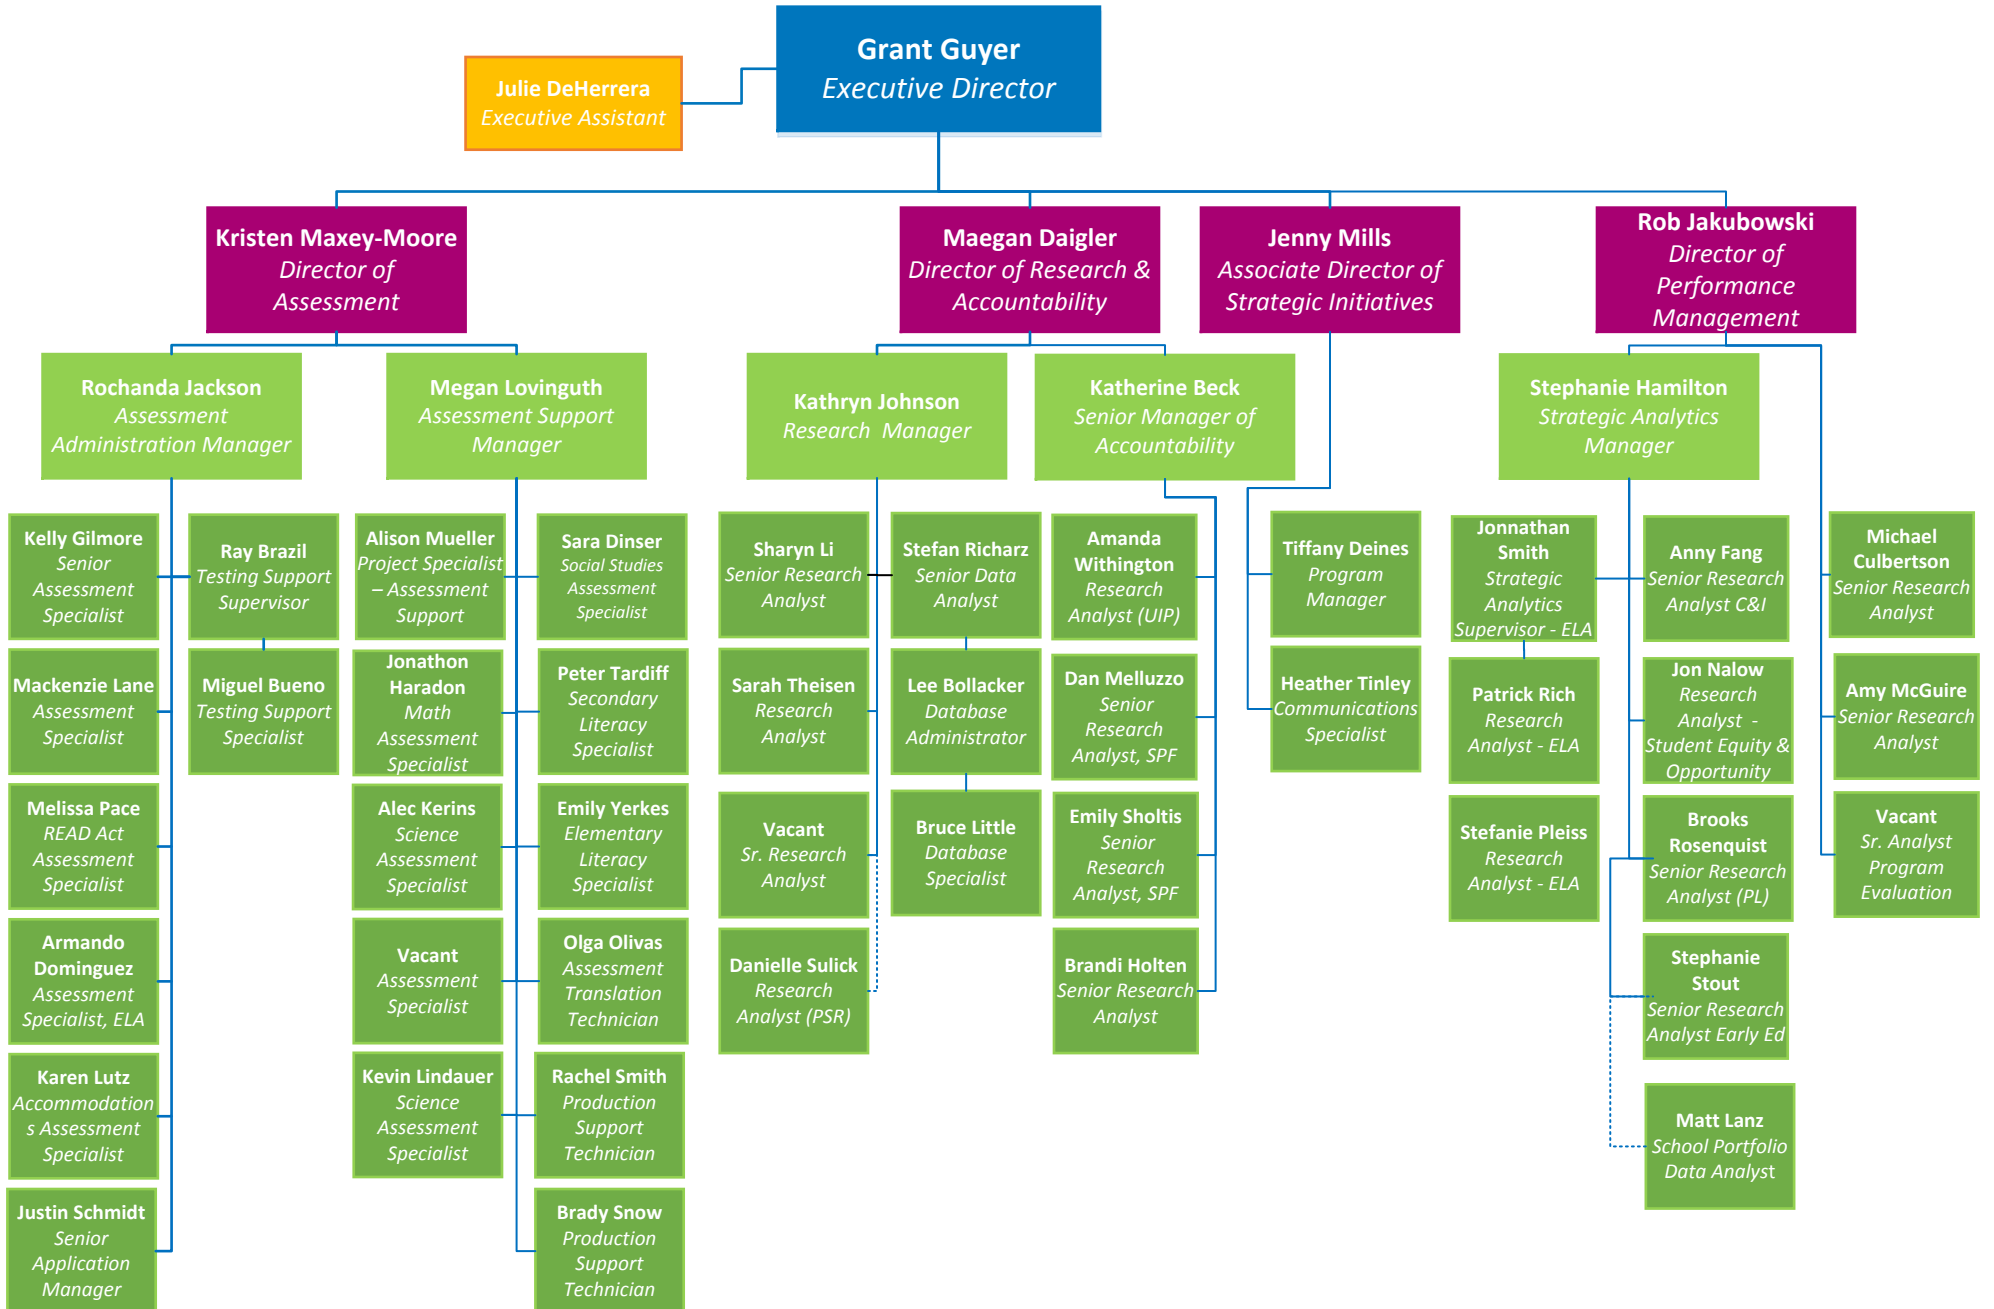 Grant Guyer
Executive Director
Julie DeHerrera
Executive Assistant
Kristen Maxey-Moore
Director of
Assessment
Maegan Daigler
Director of Research &
Accountability
Jenny Mills
Associate Director of
Strategic Initiatives
Rob Jakubowski
Director of
Performance
Management
Rochanda Jackson
Assessment
Administration Manager
Megan Lovinguth
Assessment Support
Manager
Kathryn Johnson
Research  Manager
Katherine Beck
Senior Manager of
Accountability
Stephanie Hamilton
Strategic Analytics
Manager
Kelly Gilmore
Senior
Assessment
Specialist
Ray Brazil
Testing Support
Supervisor
Alison Mueller
Project Specialist
– Assessment
Support
Sara Dinser
Social Studies
Assessment
Specialist
Sharyn Li
Senior Research
Analyst
Stefan Richarz
Senior Data
Analyst
Amanda
Withington
Research
Analyst (UIP)
Tiffany Deines
Program
Manager
Jonnathan
Smith
Strategic
Analytics
Supervisor - ELA
Anny Fang
Senior Research
Analyst C&I
Michael
Culbertson
Senior Research
Analyst
Mackenzie Lane
Assessment
Specialist
Miguel Bueno
Testing Support
Specialist
Jonathon
Haradon
Math
Assessment
Specialist
Peter Tardiff
Secondary
Literacy
Specialist
Sarah Theisen
Research
Analyst
Lee Bollacker
Database
Administrator
Dan Melluzzo
Senior
Research
Analyst, SPF
Heather Tinley
Communications
Specialist
Patrick Rich
Research
Analyst - ELA
Jon Nalow
Research
Analyst  -
Student Equity &
Opportunity
Amy McGuire
Senior Research
Analyst
Melissa Pace
READ Act
Assessment
Specialist
Alec Kerins
Science
Assessment
Specialist
Emily Yerkes
Elementary
Literacy
Specialist
Vacant
Sr. Research
Analyst
Bruce Little
Database
Specialist
Emily Sholtis
Senior
Research
Analyst, SPF
Stefanie Pleiss
Research
Analyst - ELA
Brooks
Rosenquist
Senior Research
Analyst (PL)
Vacant
Sr. Analyst
Program
Evaluation
Armando
Dominguez
Assessment
Specialist, ELA
Vacant
Assessment
Specialist
Olga Olivas
Assessment
Translation
Technician
Danielle Sulick
Research
Analyst (PSR)
Brandi Holten
Senior Research
Analyst
Stephanie
Stout
Senior Research
Analyst Early Ed
Karen Lutz
Accommodation
s Assessment
Specialist
Kevin Lindauer
Science
Assessment
Specialist
Rachel Smith
Production
Support
Technician
Matt Lanz
School Portfolio
Data Analyst
Justin Schmidt
Senior
Application
Manager
Brady Snow
Production
Support
Technician